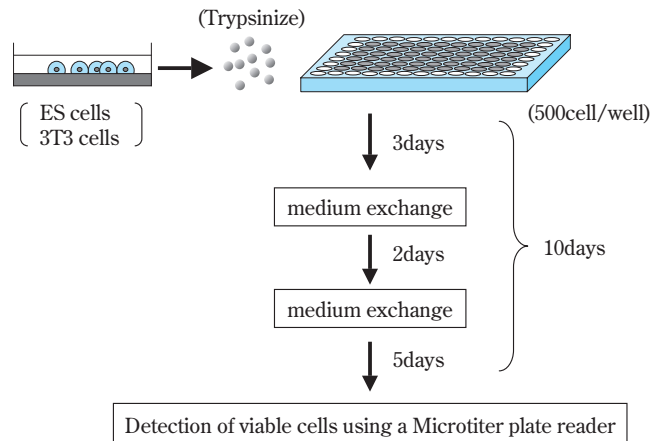 (Trypsinize)
ES cells
3T3 cells
(500cell/well)
3days
medium exchange
2days
10days
medium exchange
5days
Detection of viable cells using a Microtiter plate reader